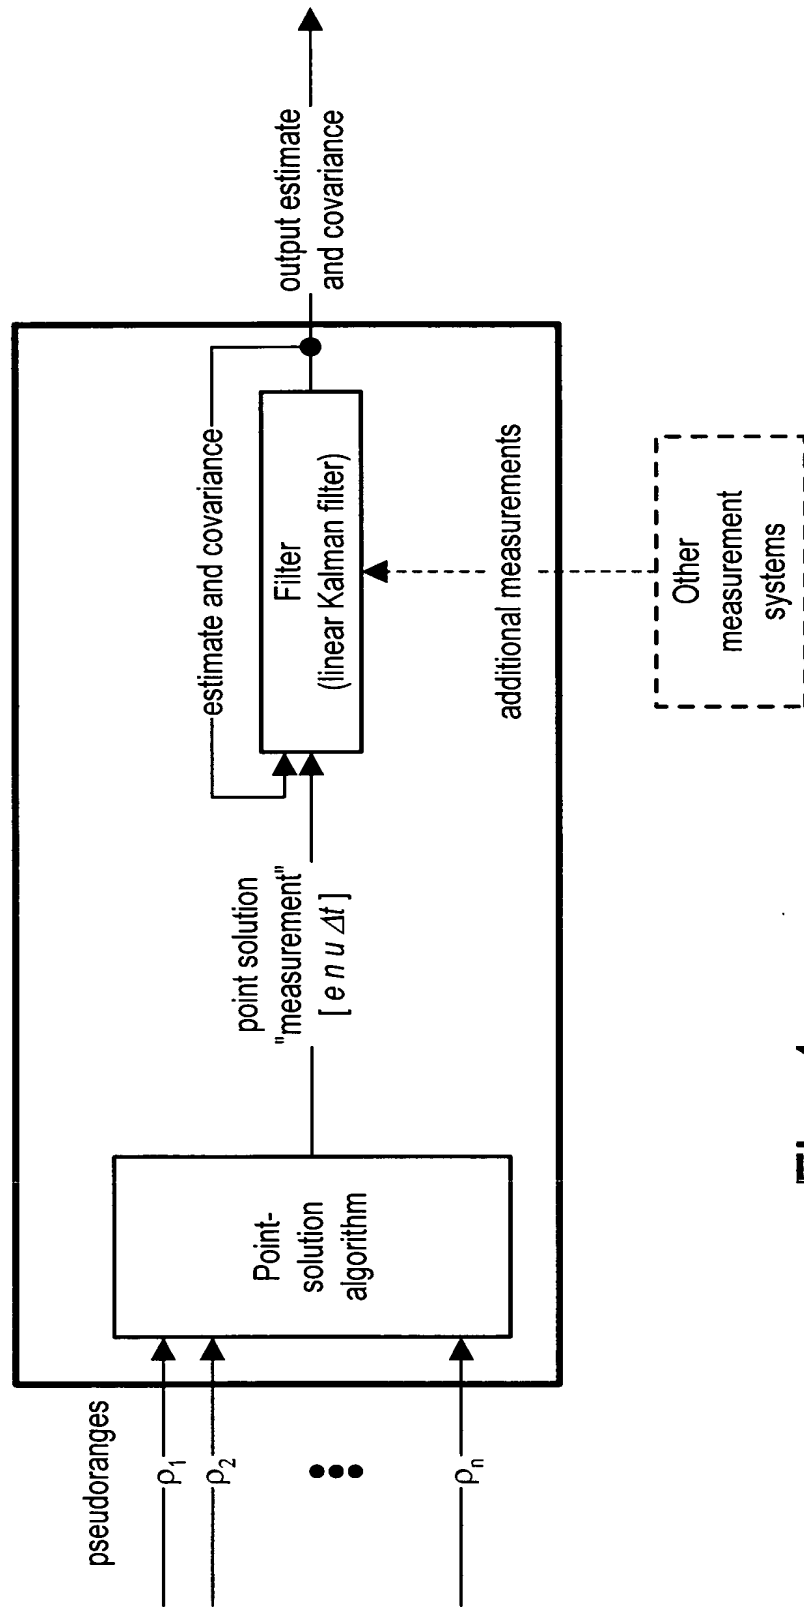 pseudoranges
ρ1
ρ2
ρn
Point-
solution
algorithm
point solution
"measurement"
[ e n u Δt ]
estimate and covariance
Filter
(linear Kalman filter)
additional measurements
Other
measurement
systems
output estimate
and covariance